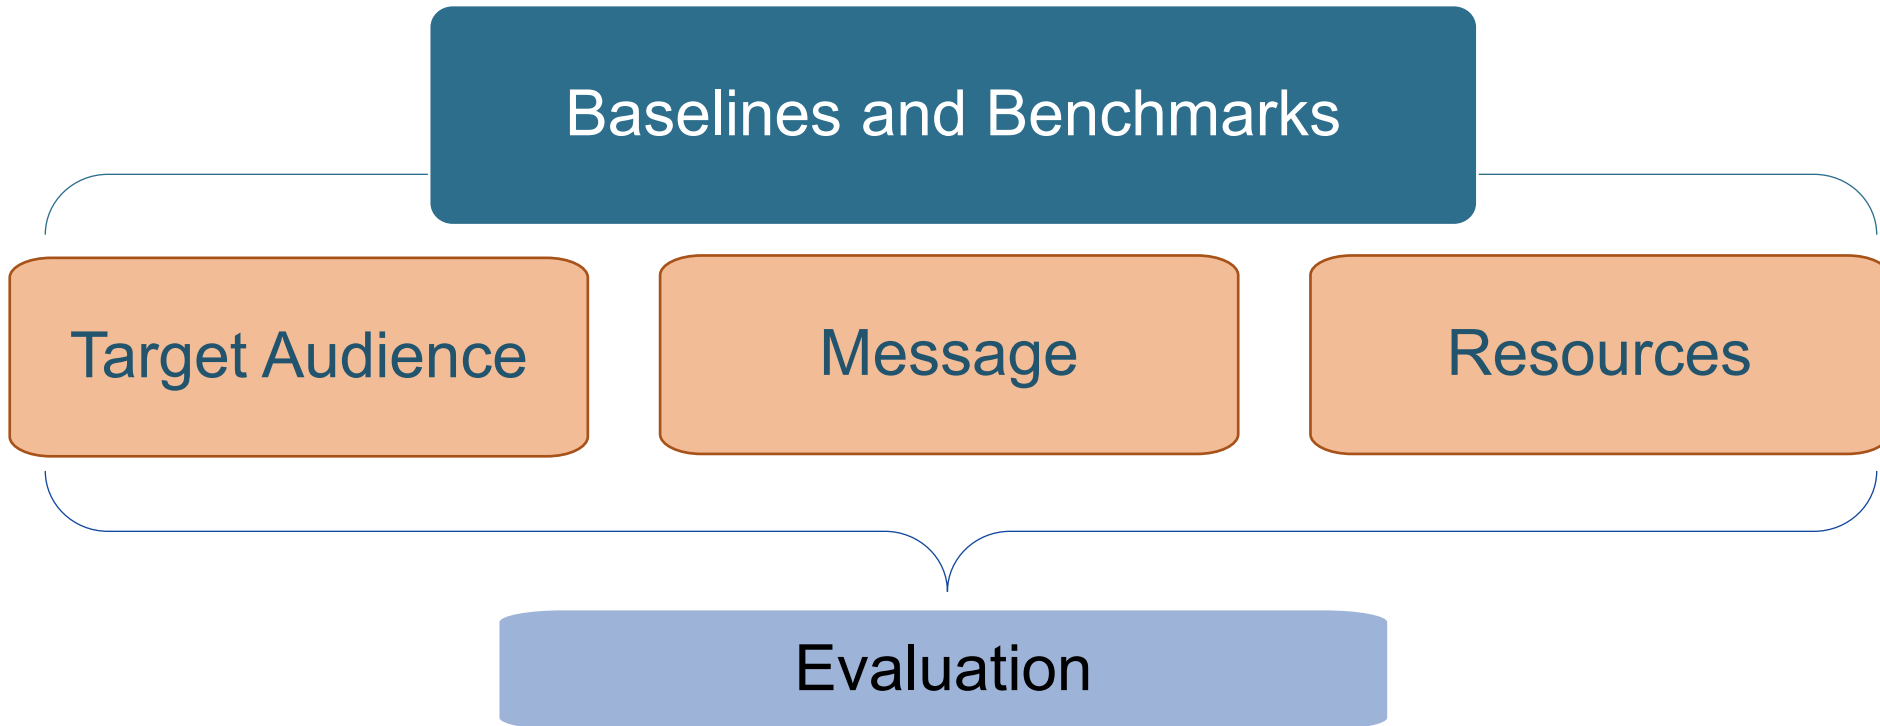 Baselines and Benchmarks
Target Audience
Message
Resources
Evaluation